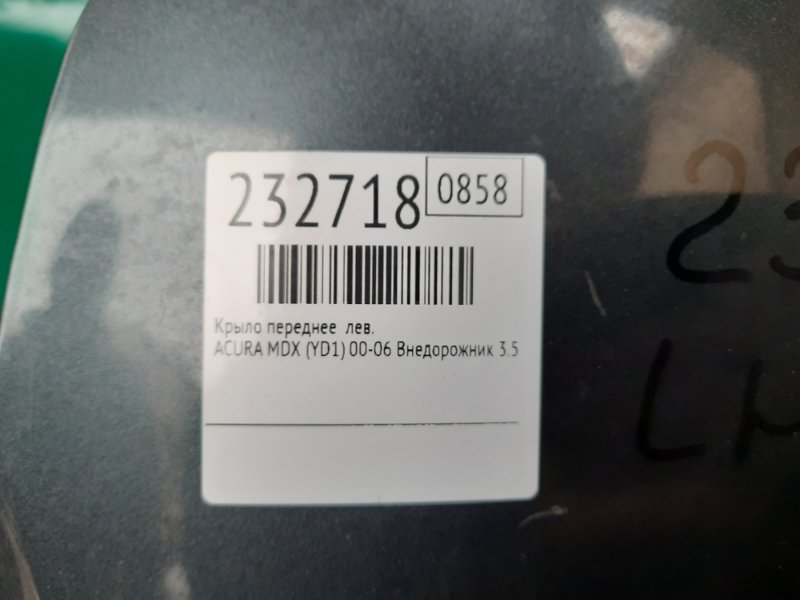 232718 0858
Крыло переднее лев.
ACURA MDX (YD1) 00-06 Внедорожник 3.5